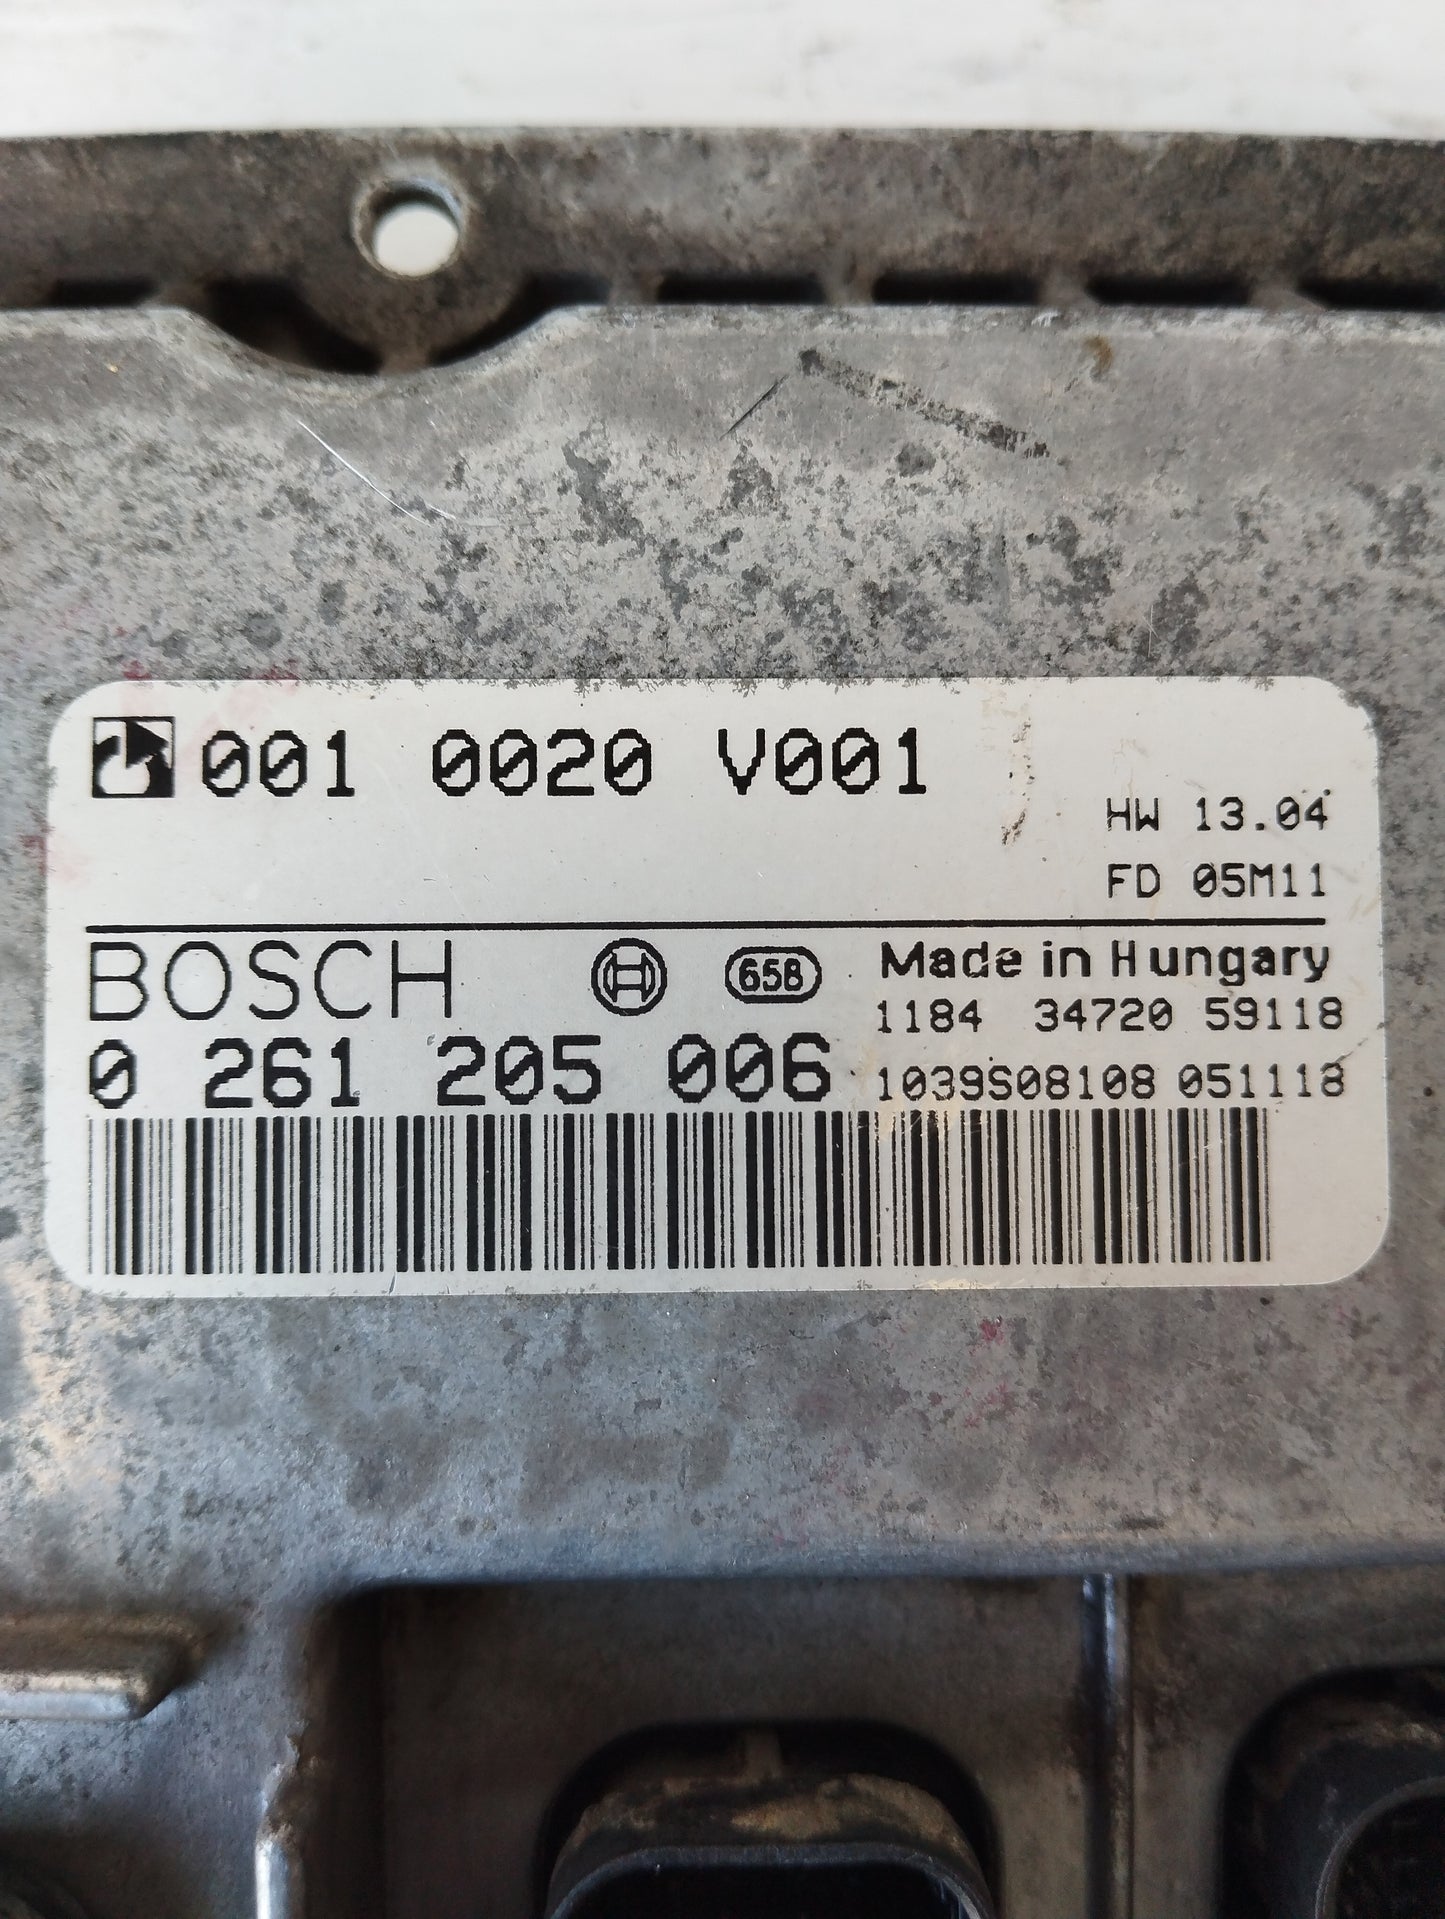 001 0020 V001
HW 13.04
FD 05M11
BOSCH 658 Made in Hungary
1184 34720 59118
0 261 205 006
1039S08108 051118